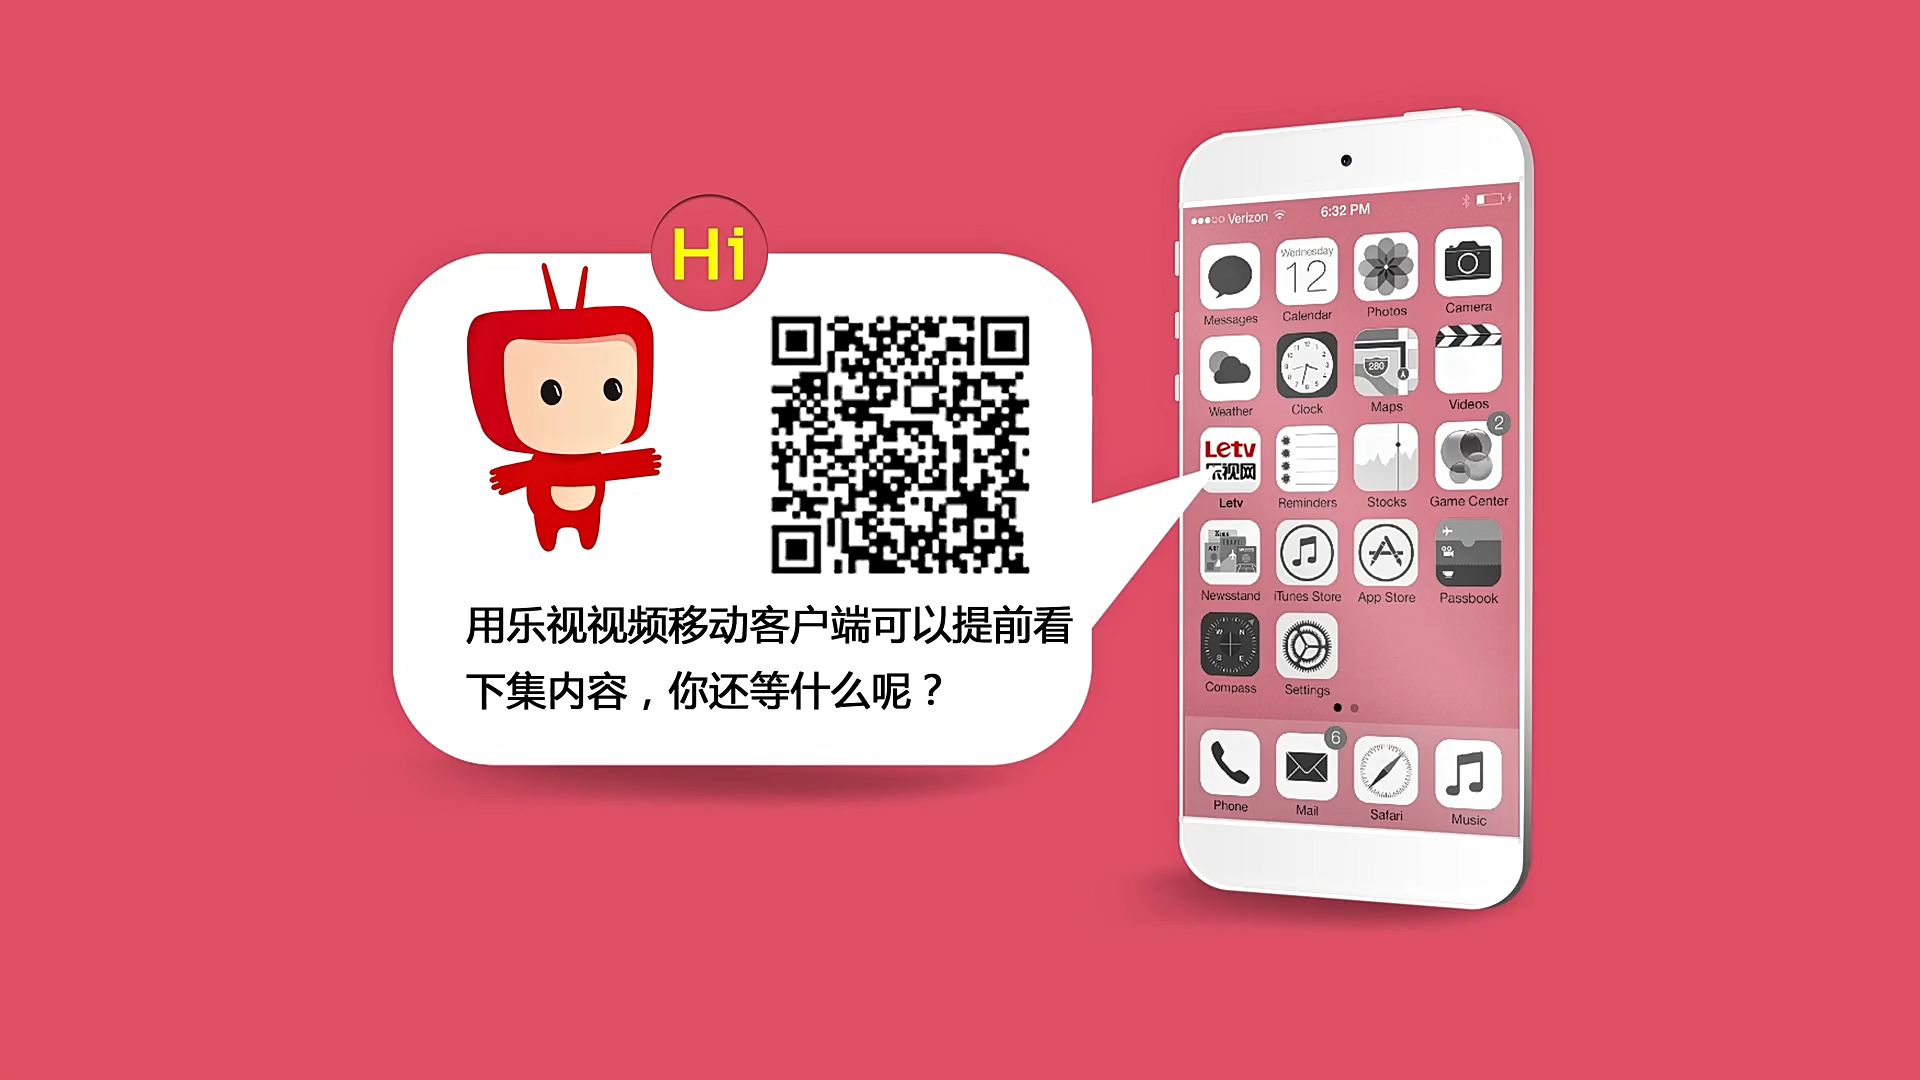 Hi
用乐视视频移动客户端可以提前看
下集内容，你还等什么呢？
Verizon 6:32 PM
Wednesday
12
Messages Calendar Photos Camera
280
Weather Clock Maps Videos
2
Letv
乐视网
Letv Reminders Stocks Game Center
Newsstand iTunes Store App Store Passbook
N
W
S E
Compass Settings
6
Phone Mail Safari Music